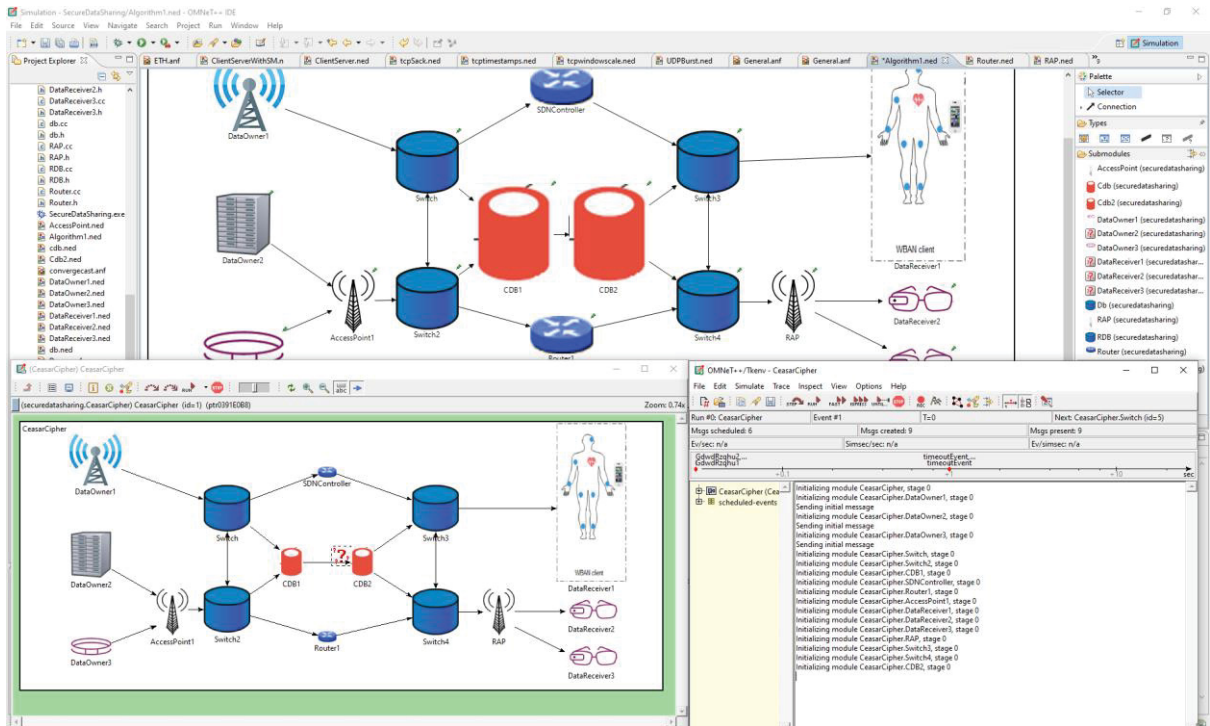 Simulation - SecureDataSharing/Algorithm1.ned - OMNeT++ IDE
File Edit Source View Navigate Search Project Run Window Help
Simulation
Project Explorer
ETH.anf ClientServerWithSM.n ClientServer.ned tcpSack.ned tcptimestamps.ned tcpwindowscale.ned UDPBurst.ned General.anf General.anf *Algorithm1.ned Router.ned RAP.ned
DataReceiver2.h
DataReceiver3.cc
DataReceiver3.h
db.cc
db.h
RAP.cc
RAP.h
RDB.cc
RDB.h
Router.cc
Router.h
SecureDataSharing.exe
AccessPoint.ned
Algorithm1.ned
cdb.ned
Cdb2.ned
convergecast.anf
DataOwner1.ned
DataOwner2.ned
DataOwner3.ned
DataReceiver1.ned
DataReceiver2.ned
DataReceiver3.ned
db.ned
SDNController
DataOwner1
Switch
Switch3
WBAN client
DataReceiver1
DataOwner2
CDB1
CDB2
AccessPoint1
Switch2
Switch4
RAP
DataReceiver2
Router1
Palette
Selector
Connection
Types
Submodules
AccessPoint (securedatasharing)
Cdb (securedatasharing)
Cdb2 (securedatasharing)
DataOwner1 (securedatasharing)
DataOwner2 (securedatasharing)
DataOwner3 (securedatasharing)
DataReceiver1 (securedatashar...
DataReceiver2 (securedatashar...
DataReceiver3 (securedatashar...
Db (securedatasharing)
RAP (securedatasharing)
RDB (securedatasharing)
Router (securedatasharing)
(CeasarCipher) CeasarCipher
(securedatasharing.CeasarCipher) CeasarCipher (id=1) (ptr0391E0B8)
Zoom: 0.74x
CeasarCipher
DataOwner1
SDNController
Switch
Switch3
?
WBAN client
DataReceiver1
DataOwner2
CDB1
CDB2
DataReceiver2
AccessPoint1
Switch2
Switch4
RAP
Router1
DataOwner3
DataReceiver3
OMNeT++/Tkenv - CeasarCipher
File Edit Simulate Trace Inspect View Options Help
Run #0: CeasarCipher Event #1 T=0 Next: CeasarCipher.Switch (id=5)
Msgs scheduled: 6 Msgs created: 9 Msgs present: 9
Ev/sec: n/a Simsec/sec: n/a Ev/simsec: n/a
GdwdRzqhu2,... timeoutEvent,...
GdwdRzqhu1 timeoutEvent
+0.1 +1 +10 sec
CeasarCipher (Cea
scheduled-events
Initializing module CeasarCipher, stage 0
Initializing module CeasarCipher.DataOwner1, stage 0
Sending initial message
Initializing module CeasarCipher.DataOwner2, stage 0
Sending initial message
Initializing module CeasarCipher.DataOwner3, stage 0
Sending initial message
Initializing module CeasarCipher.Switch, stage 0
Initializing module CeasarCipher.Switch2, stage 0
Initializing module CeasarCipher.CDB1, stage 0
Initializing module CeasarCipher.SDNController, stage 0
Initializing module CeasarCipher.Router1, stage 0
Initializing module CeasarCipher.AccessPoint1, stage 0
Initializing module CeasarCipher.DataReceiver1, stage 0
Initializing module CeasarCipher.DataReceiver2, stage 0
Initializing module CeasarCipher.DataReceiver3, stage 0
Initializing module CeasarCipher.RAP, stage 0
Initializing module CeasarCipher.Switch3, stage 0
Initializing module CeasarCipher.Switch4, stage 0
Initializing module CeasarCipher.CDB2, stage 0